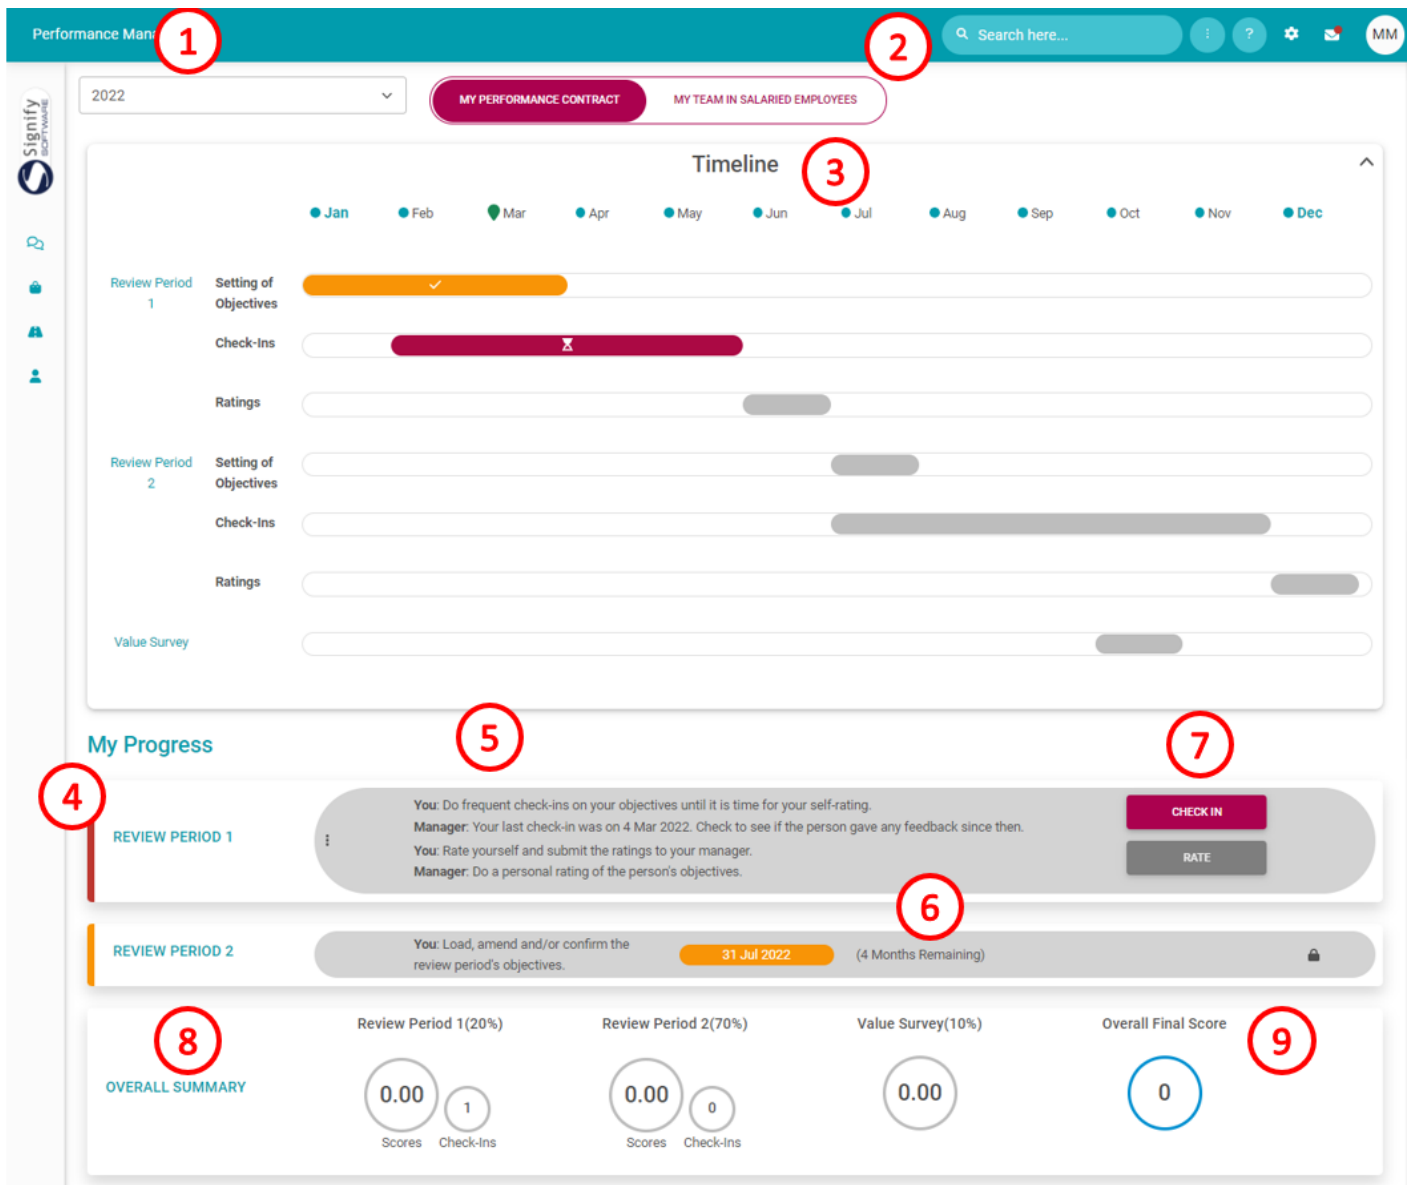 Performance Mana
1
2
Search here...
?
MM
Signify
SOFTWARE
2022
MY PERFORMANCE CONTRACT
MY TEAM IN SALARIED EMPLOYEES
Timeline
3
Jan
Feb
Mar
Apr
May
Jun
Jul
Aug
Sep
Oct
Nov
Dec
Review Period
1
Setting of
Objectives
Check-Ins
Ratings
Review Period
2
Setting of
Objectives
Check-Ins
Ratings
Value Survey
My Progress
5
7
4
REVIEW PERIOD 1
You: Do frequent check-ins on your objectives until it is time for your self-rating.
Manager: Your last check-in was on 4 Mar 2022. Check to see if the person gave any feedback since then.
You: Rate yourself and submit the ratings to your manager.
Manager: Do a personal rating of the person's objectives.
CHECK IN
RATE
6
REVIEW PERIOD 2
You: Load, amend and/or confirm the
review period's objectives.
31 Jul 2022
(4 Months Remaining)
8
OVERALL SUMMARY
Review Period 1(20%)
Review Period 2(70%)
Value Survey(10%)
Overall Final Score
9
0.00
1
Scores
Check-Ins
0.00
0
Scores
Check-Ins
0.00
0